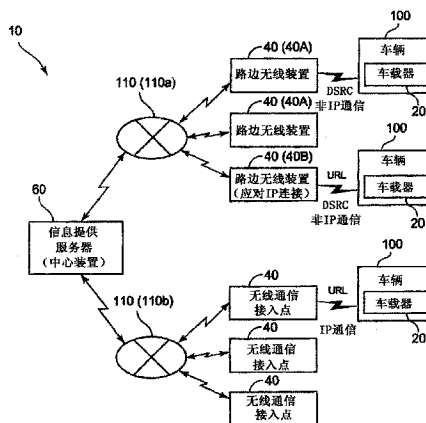 10
100
车辆
车载器
20
40 (40A)
路边无线装置
DSRC
非IP通信
110 (110a)
40 (40A)
路边无线装置
40 (40B)
路边无线装置
(应对IP连接)
URL
DSRC
非IP通信
100
车辆
车载器
20
60
信息提供
服务器
(中心装置)
110 (110b)
40
无线通信
接入点
URL
IP通信
100
车辆
车载器
20
40
无线通信
接入点
40
无线通信
接入点